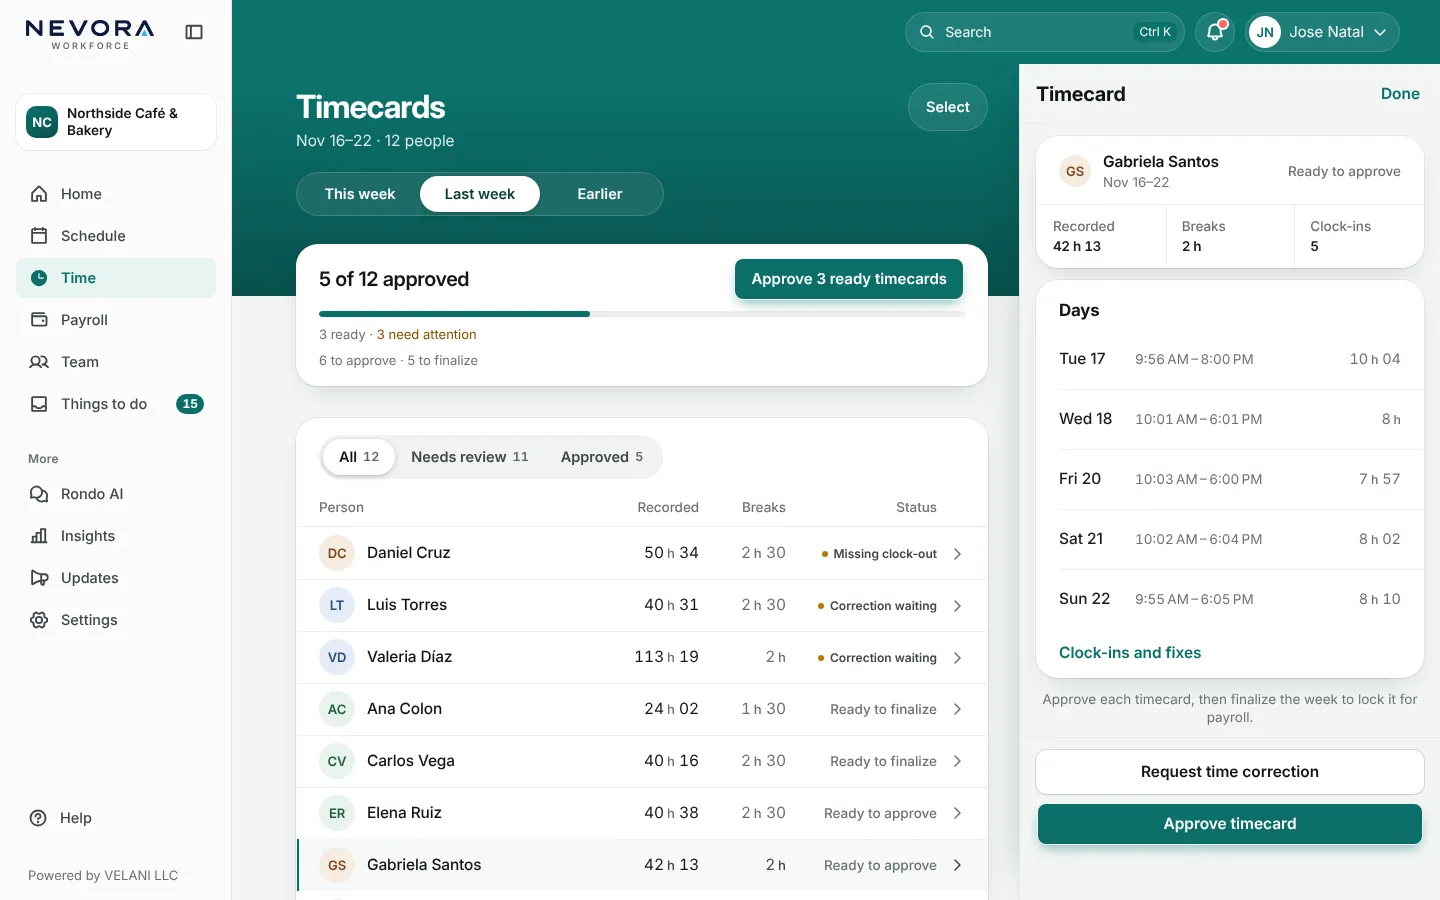 NEVORA
WORKFORCE
NC
Northside Café &
Bakery
Home
Schedule
Time
Payroll
Team
Things to do 15
More
Rondo AI
Insights
Updates
Settings
Help
Powered by VELANI LLC
Search Ctrl K
JN Jose Natal
Timecards
Nov 16–22 · 12 people
Select
This week Last week Earlier
5 of 12 approved
Approve 3 ready timecards
3 ready · 3 need attention
6 to approve · 5 to finalize
All 12 Needs review 11 Approved 5
Person Recorded Breaks Status
DC Daniel Cruz 50 h 34 2 h 30 Missing clock-out
LT Luis Torres 40 h 31 2 h 30 Correction waiting
VD Valeria Díaz 113 h 19 2 h Correction waiting
AC Ana Colon 24 h 02 1 h 30 Ready to finalize
CV Carlos Vega 40 h 16 2 h 30 Ready to finalize
ER Elena Ruiz 40 h 38 2 h 30 Ready to approve
GS Gabriela Santos 42 h 13 2 h Ready to approve
Timecard Done
GS Gabriela Santos
Nov 16–22
Ready to approve
Recorded Breaks Clock-ins
42 h 13 2 h 5
Days
Tue 17 9:56 AM – 8:00 PM 10 h 04
Wed 18 10:01 AM – 6:01 PM 8 h
Fri 20 10:03 AM – 6:00 PM 7 h 57
Sat 21 10:02 AM – 6:04 PM 8 h 02
Sun 22 9:55 AM – 6:05 PM 8 h 10
Clock-ins and fixes
Approve each timecard, then finalize the week to lock it for
payroll.
Request time correction
Approve timecard